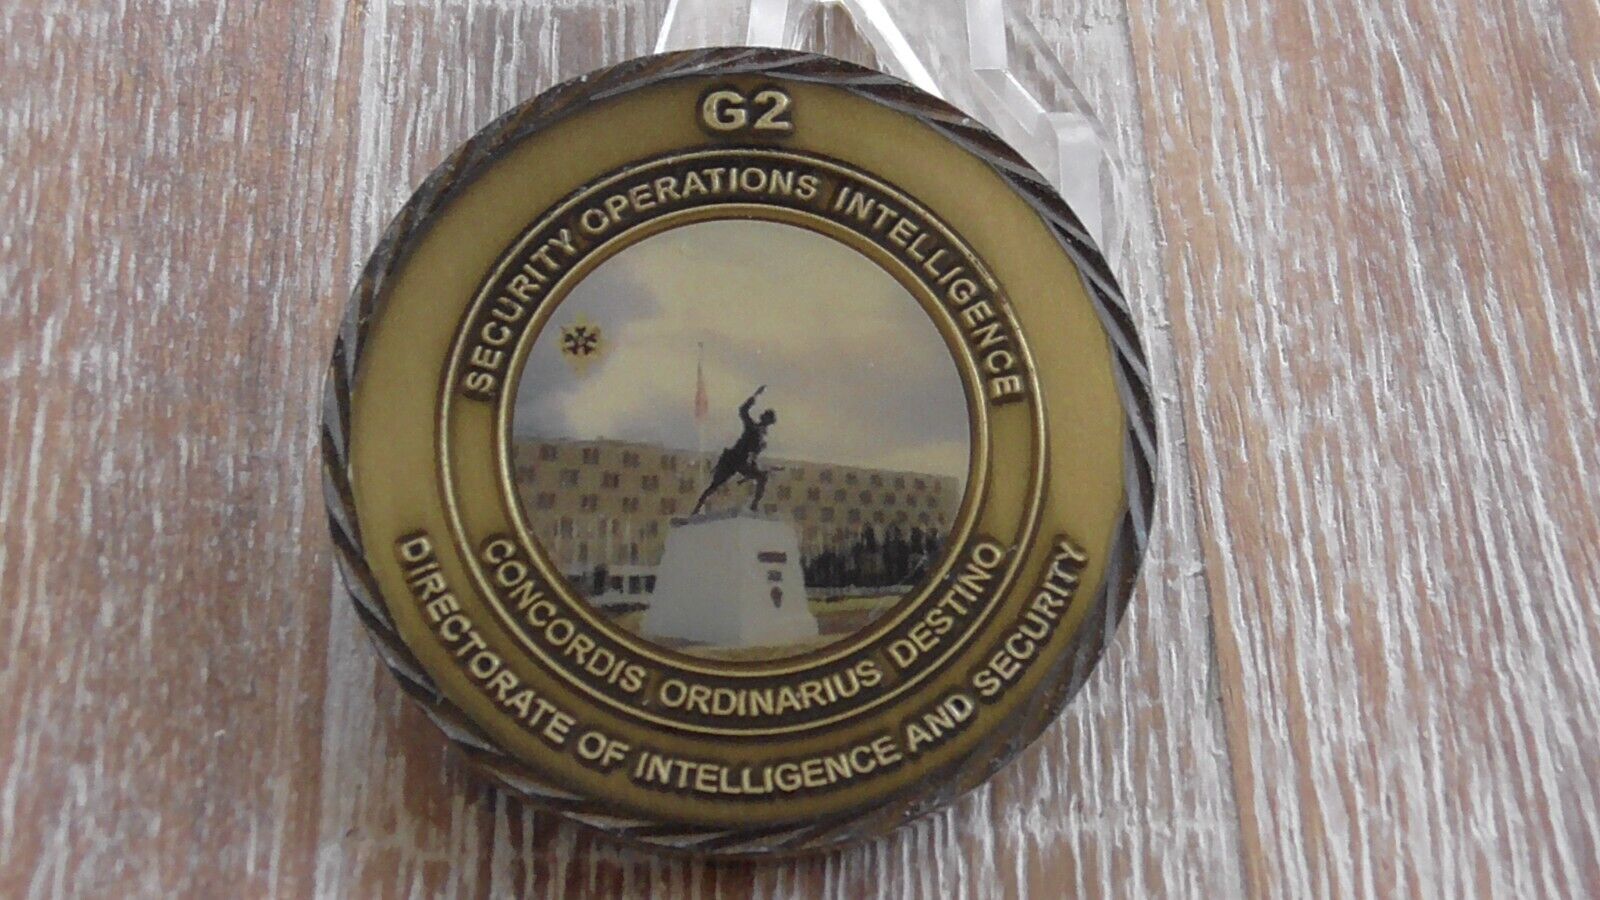 G2
SECURITY OPERATIONS INTELLIGENCE
CONCORDIS ORDINARIUS DESTINO
DIRECTORATE OF INTELLIGENCE AND SECURITY